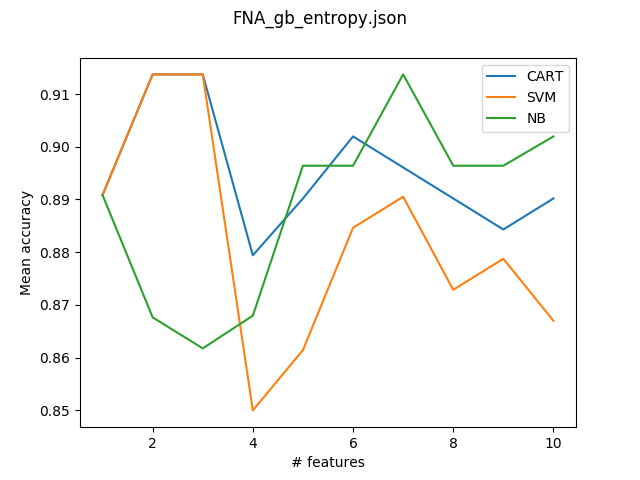 FNA_gb_entropy.json
CART
SVM
NB
0.91
0.90
0.89
0.88
0.87
0.86
0.85
Mean accuracy
2 4 6 8 10
# features